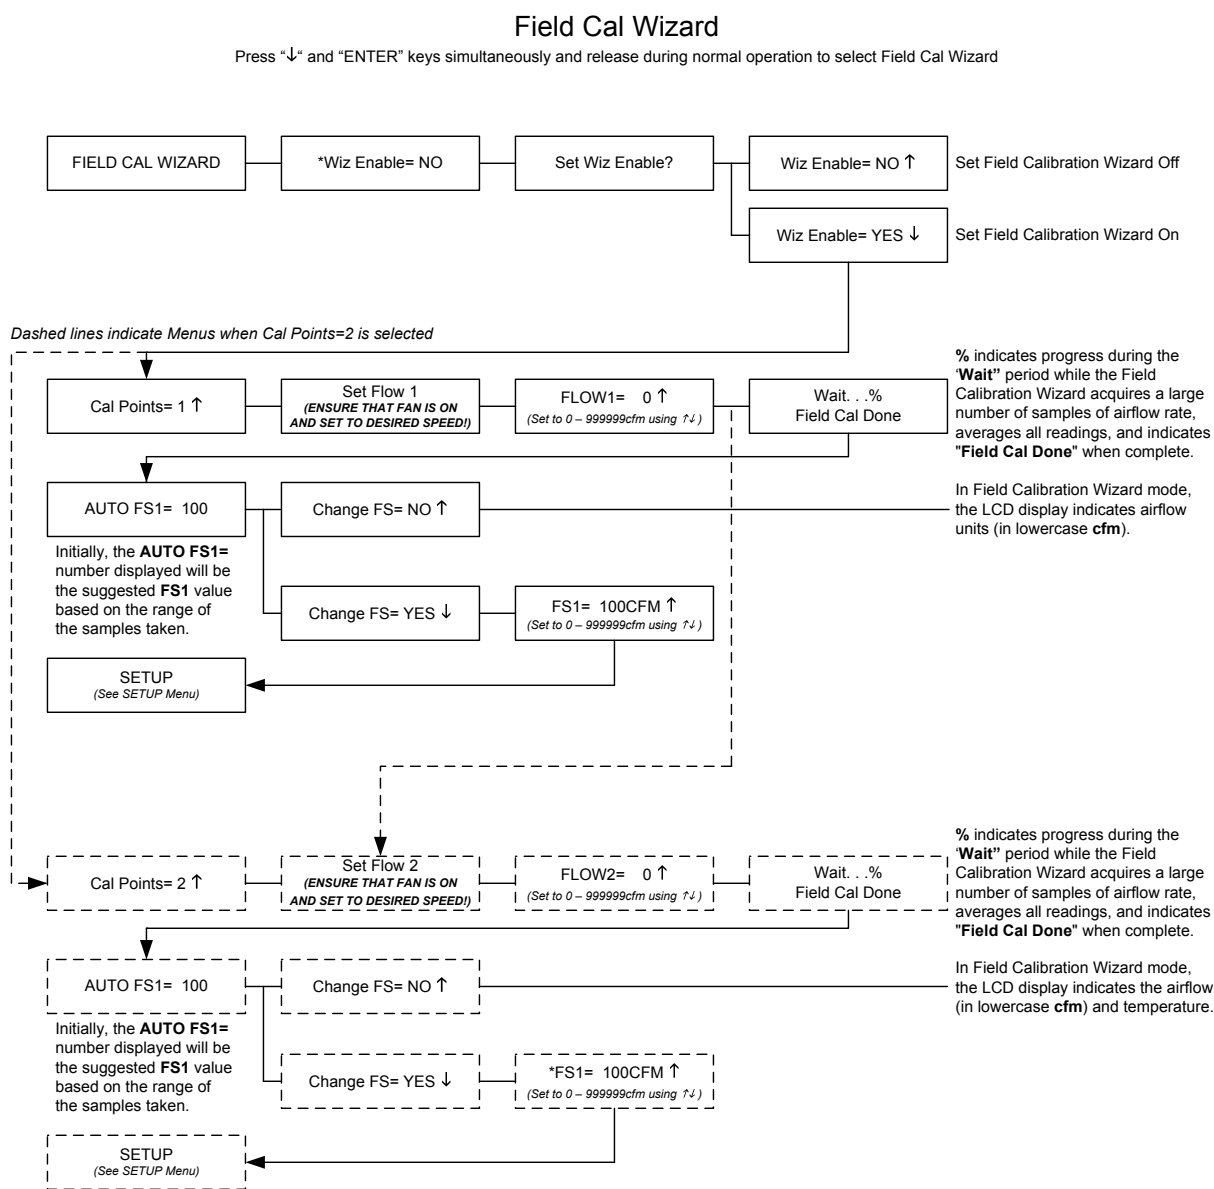 Field Cal Wizard
Press “↓“ and “ENTER” keys simultaneously and release during normal operation to select Field Cal Wizard
FIELD CAL WIZARD
*Wiz Enable= NO
Set Wiz Enable?
Wiz Enable= NO ↑
Set Field Calibration Wizard Off
Wiz Enable= YES ↓
Set Field Calibration Wizard On
Dashed lines indicate Menus when Cal Points=2 is selected
Cal Points= 1 ↑
Set Flow 1
(ENSURE THAT FAN IS ON
AND SET TO DESIRED SPEED!)
FLOW1= 0 ↑
(Set to 0 – 999999cfm using ↑↓)
Wait. . .%
Field Cal Done
% indicates progress during the
‘Wait” period while the Field
Calibration Wizard acquires a large
number of samples of airflow rate,
averages all readings, and indicates
"Field Cal Done" when complete.
AUTO FS1= 100
Change FS= NO ↑
In Field Calibration Wizard mode,
the LCD display indicates airflow
units (in lowercase cfm).
Initially, the AUTO FS1=
number displayed will be
the suggested FS1 value
based on the range of
the samples taken.
Change FS= YES ↓
FS1= 100CFM ↑
(Set to 0 – 999999cfm using ↑↓)
SETUP
(See SETUP Menu)
Cal Points= 2 ↑
Set Flow 2
(ENSURE THAT FAN IS ON
AND SET TO DESIRED SPEED!)
FLOW2= 0 ↑
(Set to 0 – 999999cfm using ↑↓)
Wait. . .%
Field Cal Done
% indicates progress during the
‘Wait” period while the Field
Calibration Wizard acquires a large
number of samples of airflow rate,
averages all readings, and indicates
"Field Cal Done" when complete.
AUTO FS1= 100
Change FS= NO ↑
In Field Calibration Wizard mode,
the LCD display indicates the airflow
(in lowercase cfm) and temperature.
Initially, the AUTO FS1=
number displayed will be
the suggested FS1 value
based on the range of
the samples taken.
Change FS= YES ↓
*FS1= 100CFM ↑
(Set to 0 – 999999cfm using ↑↓)
SETUP
(See SETUP Menu)